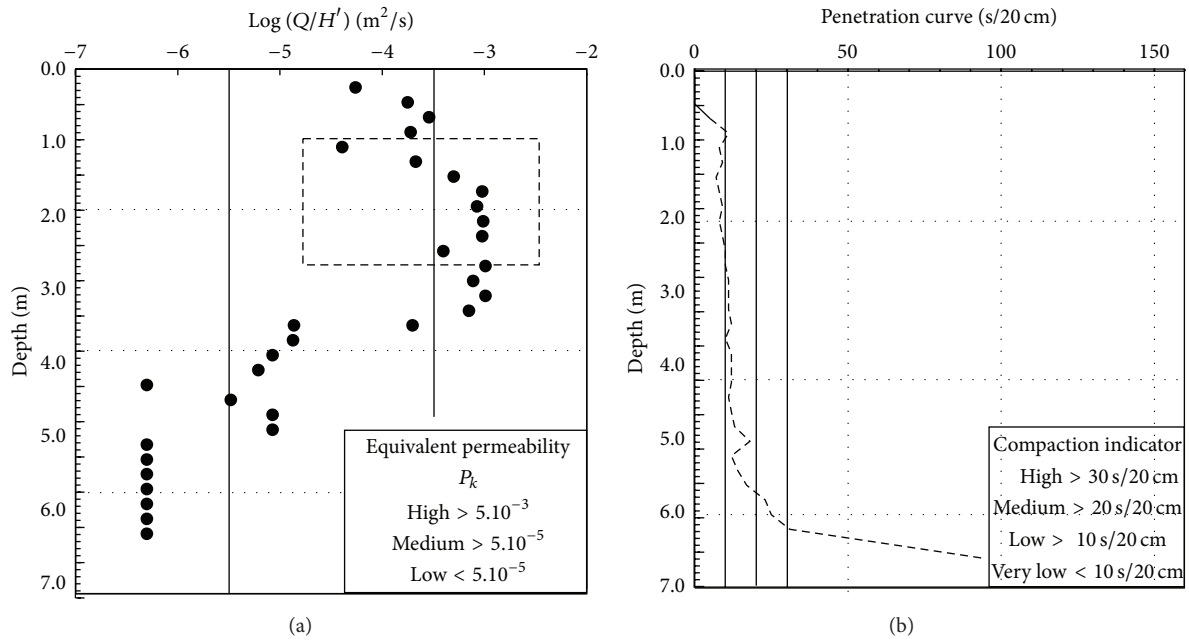 Log (Q/H′) (m²/s)
−7 −6 −5 −4 −3 −2
0.0
1.0
2.0
3.0
4.0
5.0
6.0
7.0
Depth (m)
Equivalent permeability
Pₖ
High > 5.10⁻³
Medium > 5.10⁻⁵
Low < 5.10⁻⁵
(a)
Penetration curve (s/20 cm)
0 50 100 150
0.0
1.0
2.0
3.0
4.0
5.0
6.0
7.0
Depth (m)
Compaction indicator
High > 30 s/20 cm
Medium > 20 s/20 cm
Low > 10 s/20 cm
Very low < 10 s/20 cm
(b)